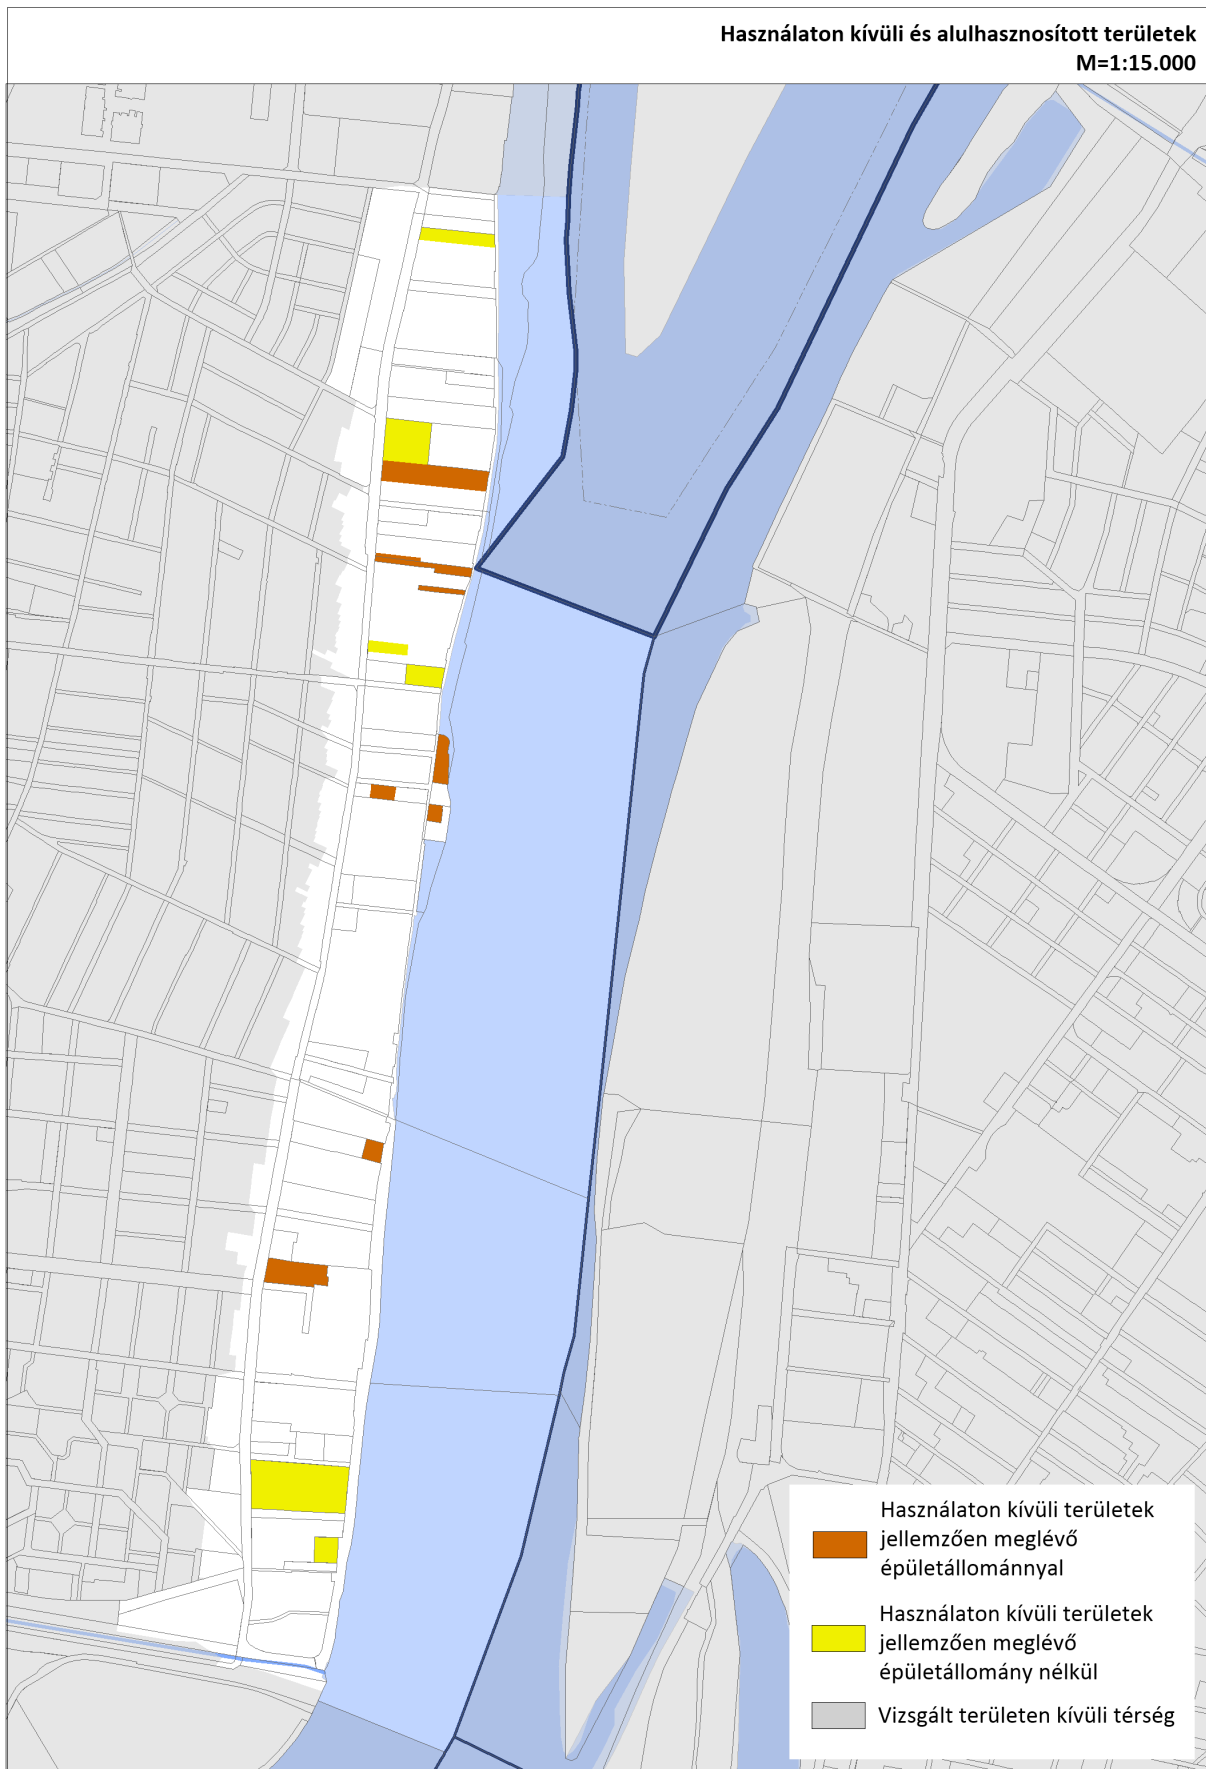 Használaton kívüli és alulhasznosított területek
M=1:15.000
Használaton kívüli területek
jellemzően meglévő
épületállománnyal
Használaton kívüli területek
jellemzően meglévő
épületállomány nélkül
Vizsgált területen kívüli térség